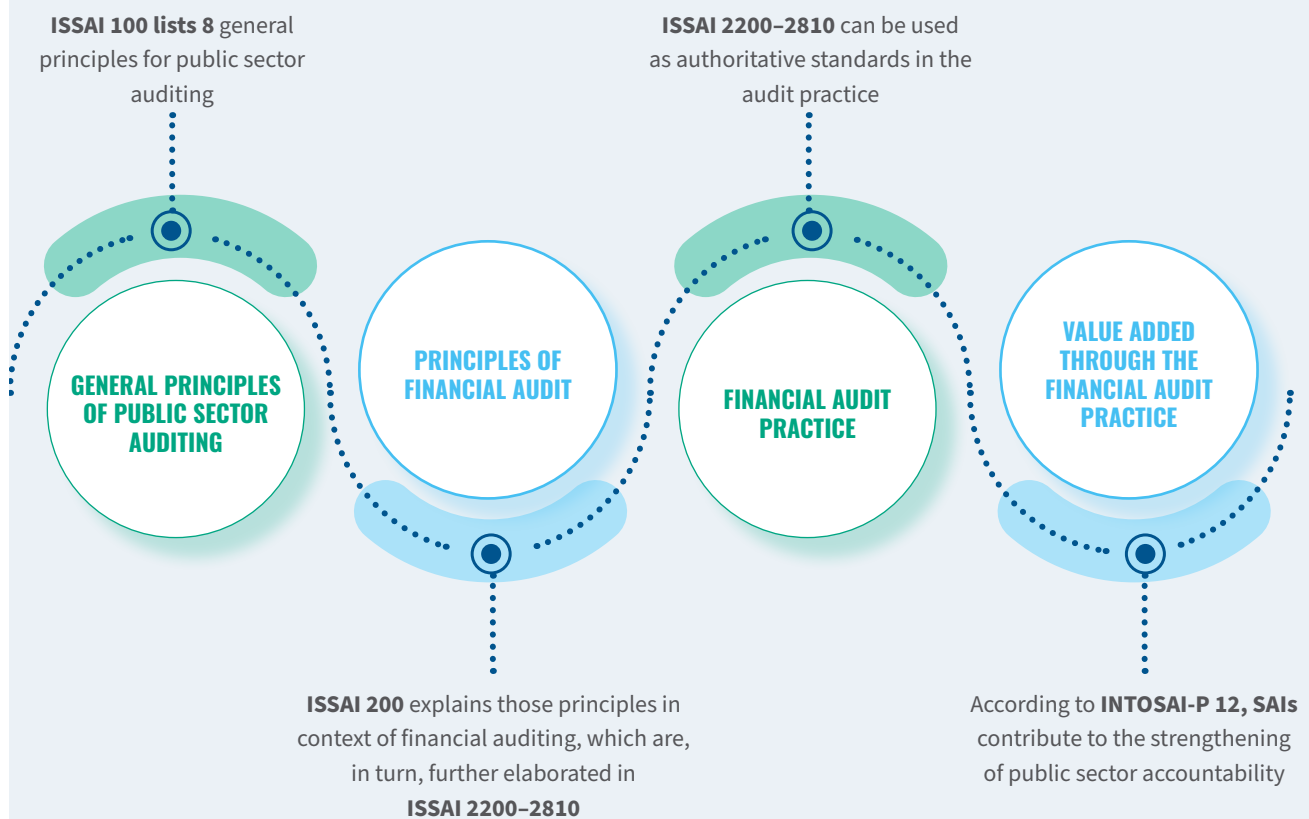 ISSAI 100 lists 8 general
principles for public sector
auditing
ISSAI 2200–2810 can be used
as authoritative standards in the
audit practice
GENERAL PRINCIPLES
OF PUBLIC SECTOR
AUDITING
PRINCIPLES OF
FINANCIAL AUDIT
FINANCIAL AUDIT
PRACTICE
VALUE ADDED
THROUGH THE
FINANCIAL AUDIT
PRACTICE
ISSAI 200 explains those principles in
context of financial auditing, which are,
in turn, further elaborated in
ISSAI 2200–2810
According to INTOSAI-P 12, SAIs
contribute to the strengthening
of public sector accountability